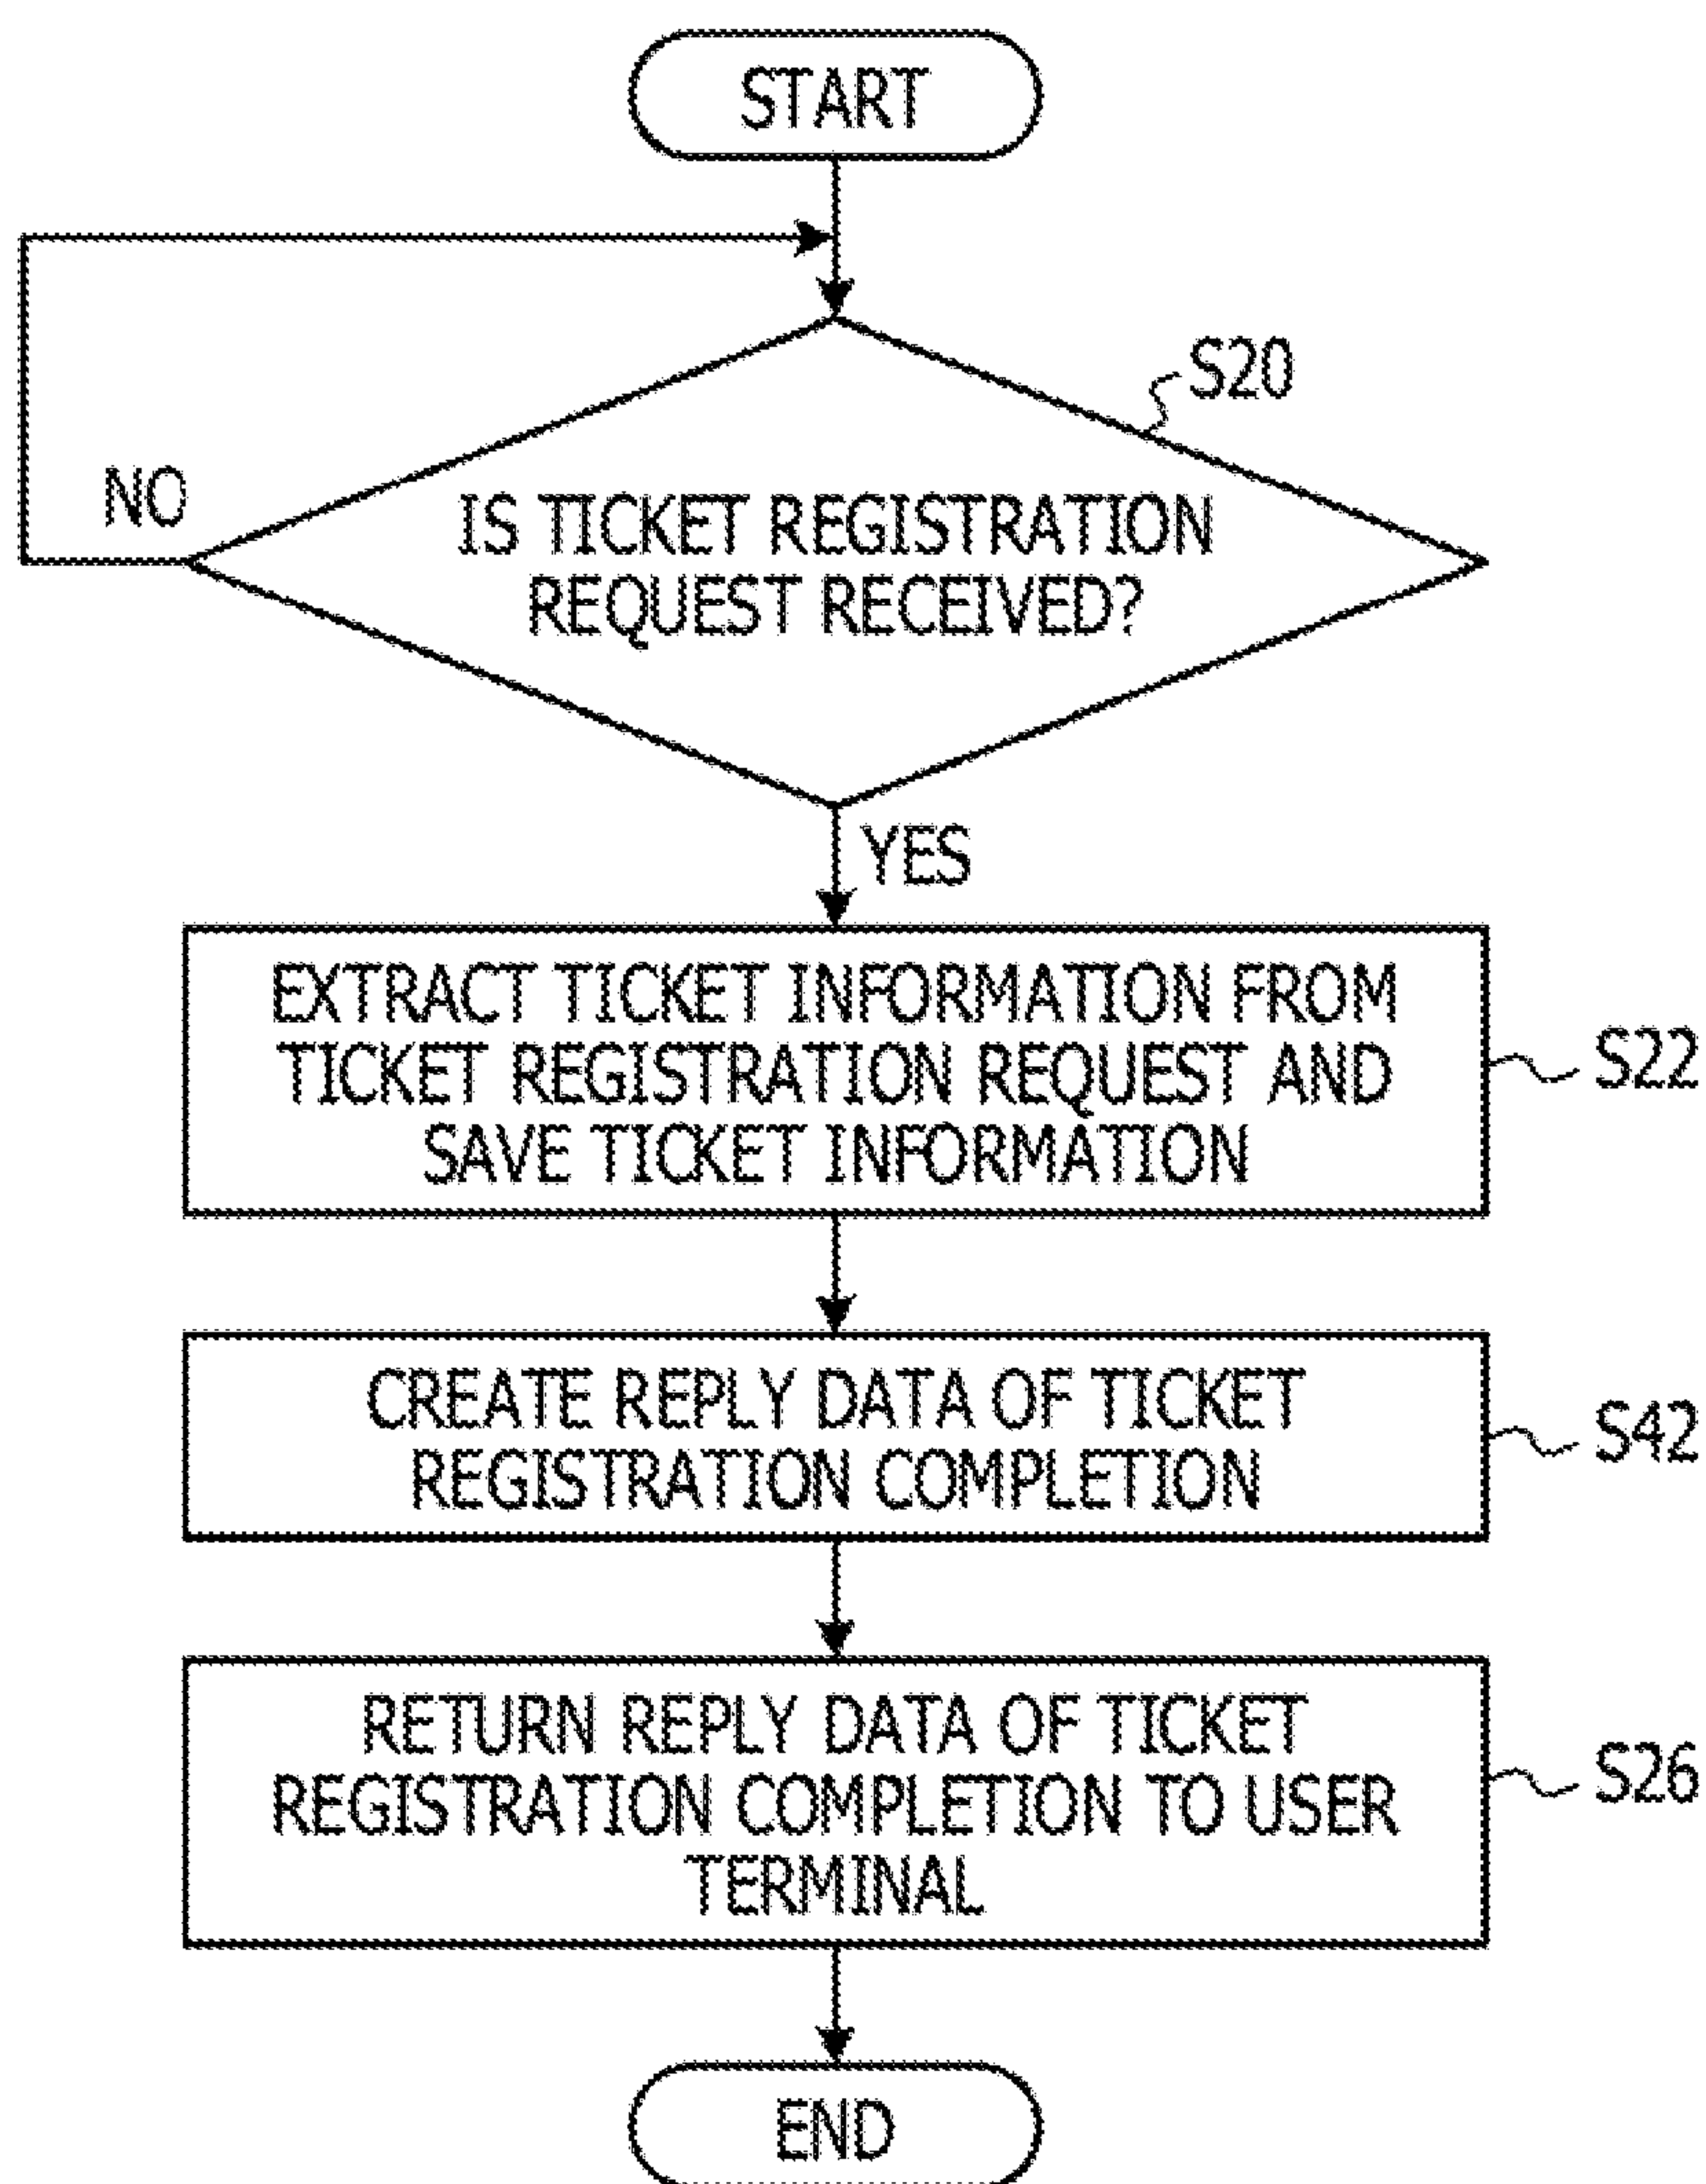 START
S20
NO
IS TICKET REGISTRATION
REQUEST RECEIVED?
YES
EXTRACT TICKET INFORMATION FROM
TICKET REGISTRATION REQUEST AND
SAVE TICKET INFORMATION
S22
CREATE REPLY DATA OF TICKET
REGISTRATION COMPLETION
S42
RETURN REPLY DATA OF TICKET
REGISTRATION COMPLETION TO USER
TERMINAL
S26
END